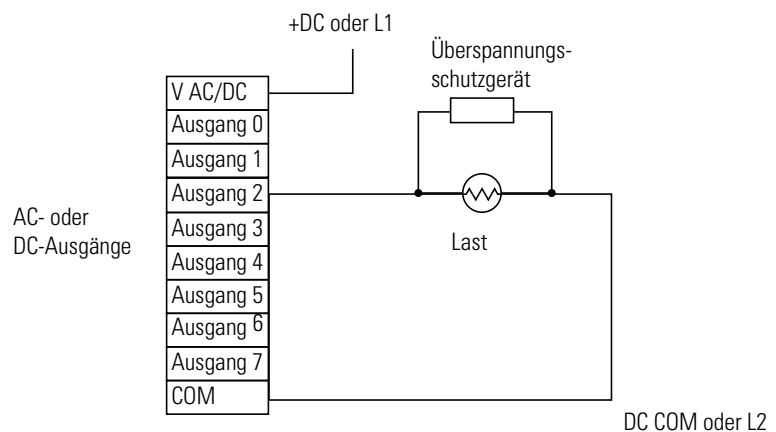 +DC oder L1
Überspannungs-
schutzgerät
V AC/DC
Ausgang 0
Ausgang 1
Ausgang 2
Ausgang 3
Ausgang 4
Ausgang 5
Ausgang 6
Ausgang 7
COM
AC- oder
DC-Ausgänge
Last
DC COM oder L2